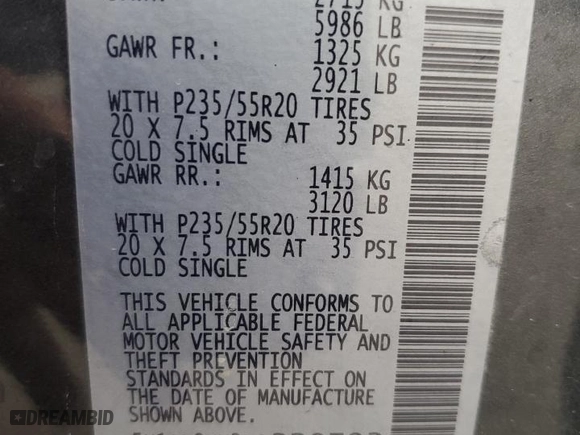 2715 KG
5986 LB
GAWR FR.: 1325 KG
2921 LB
WITH P235/55R20 TIRES
20 X 7.5 RIMS AT 35 PSI
COLD SINGLE
GAWR RR.: 1415 KG
3120 LB
WITH P235/55R20 TIRES
20 X 7.5 RIMS AT 35 PSI
COLD SINGLE
THIS VEHICLE CONFORMS TO
ALL APPLICABLE FEDERAL
MOTOR VEHICLE SAFETY AND
THEFT PREVENTION
STANDARDS IN EFFECT ON
THE DATE OF MANUFACTURE
SHOWN ABOVE.
DREAMBID